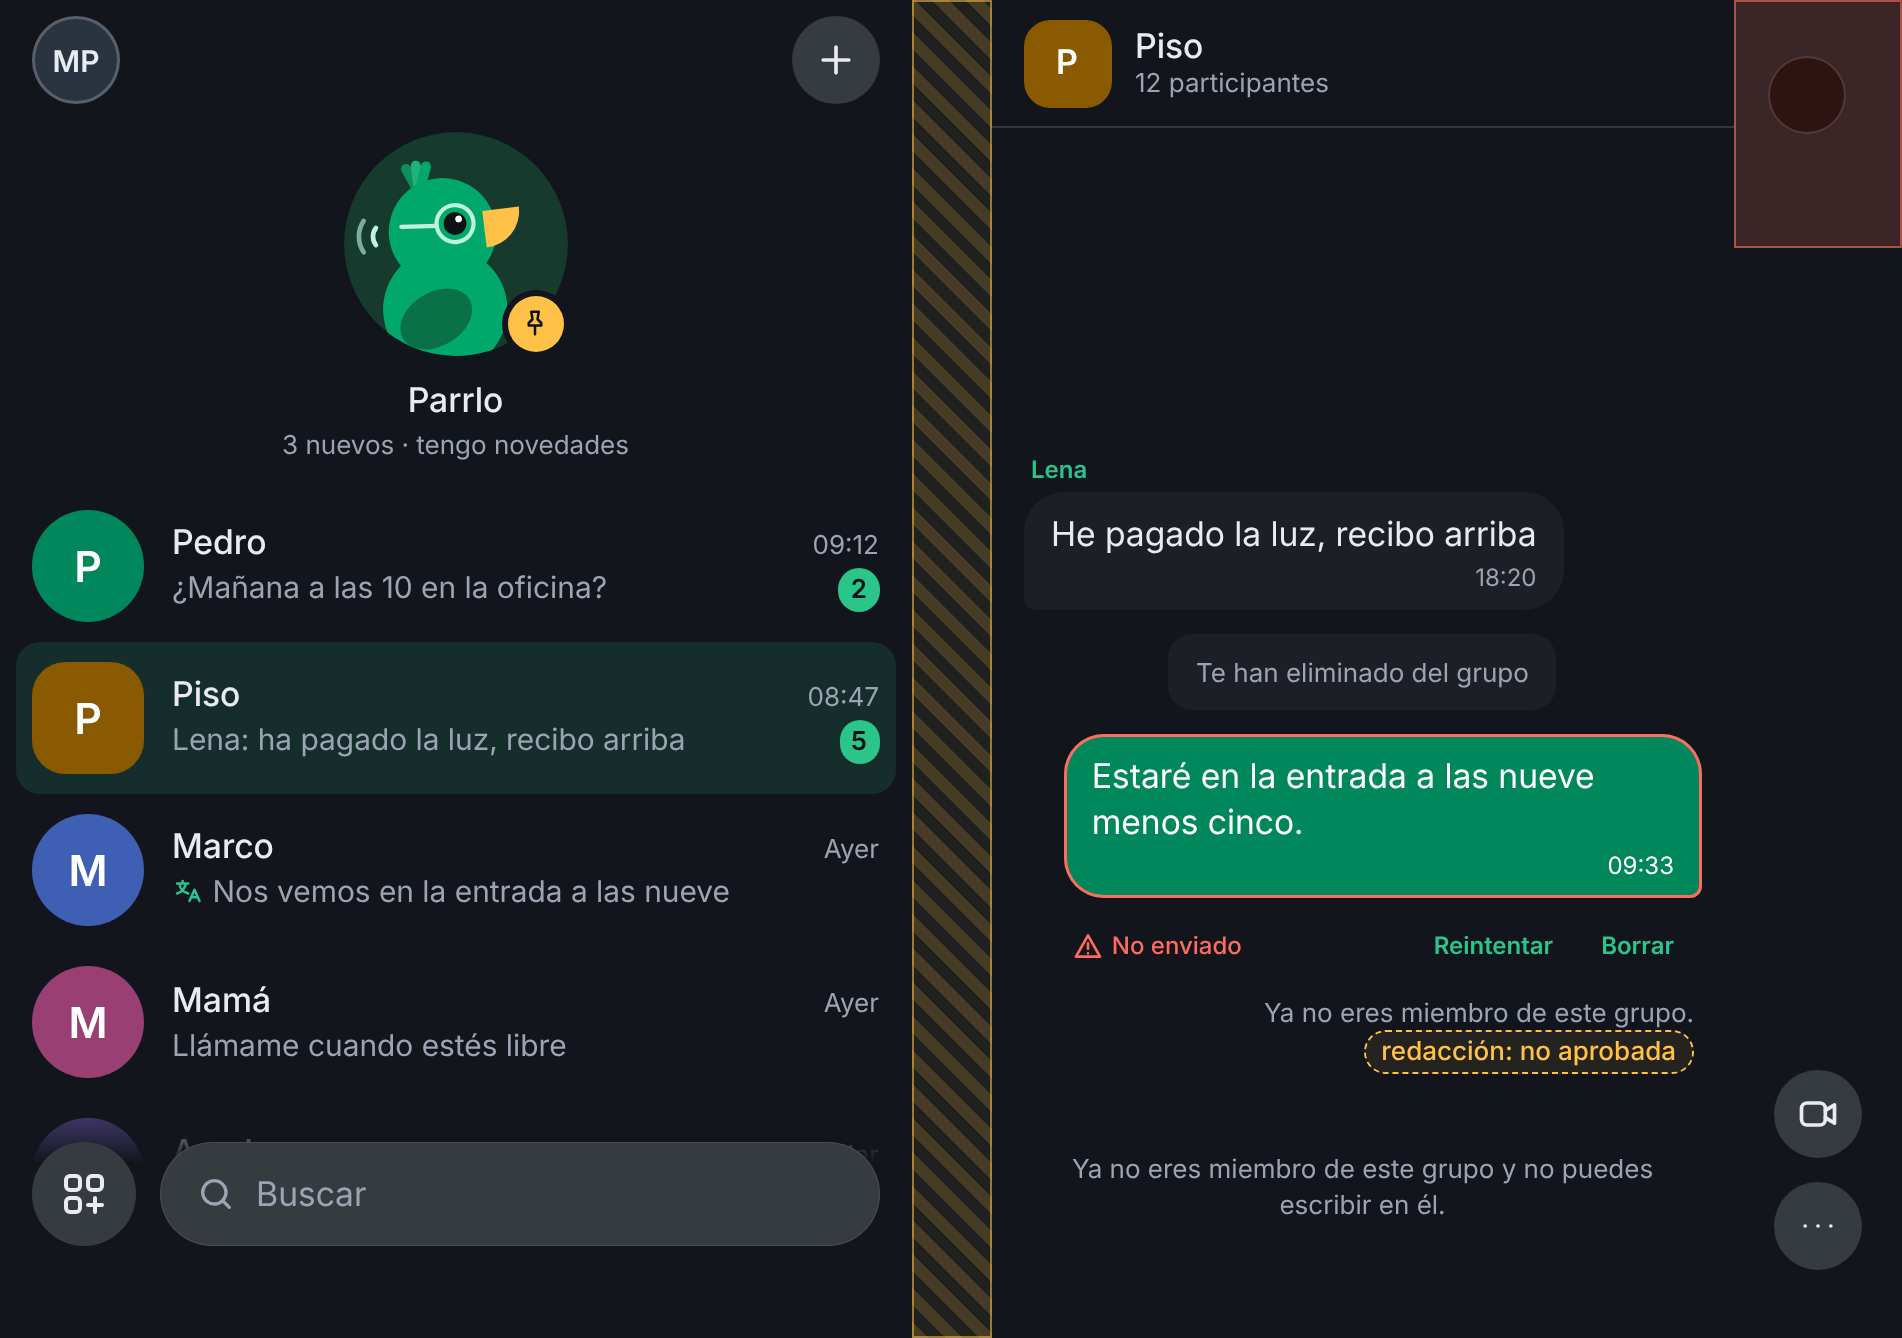 MP
Parrlo
3 nuevos · tengo novedades
P
Pedro
09:12
¿Mañana a las 10 en la oficina?
2
P
Piso
08:47
Lena: ha pagado la luz, recibo arriba
5
M
Marco
Ayer
Nos vemos en la entrada a las nueve
M
Mamá
Ayer
Llámame cuando estés libre
Buscar
P
Piso
12 participantes
Lena
He pagado la luz, recibo arriba
18:20
Te han eliminado del grupo
Estaré en la entrada a las nueve
menos cinco.
09:33
No enviado
Reintentar
Borrar
Ya no eres miembro de este grupo.
redacción: no aprobada
Ya no eres miembro de este grupo y no puedes
escribir en él.